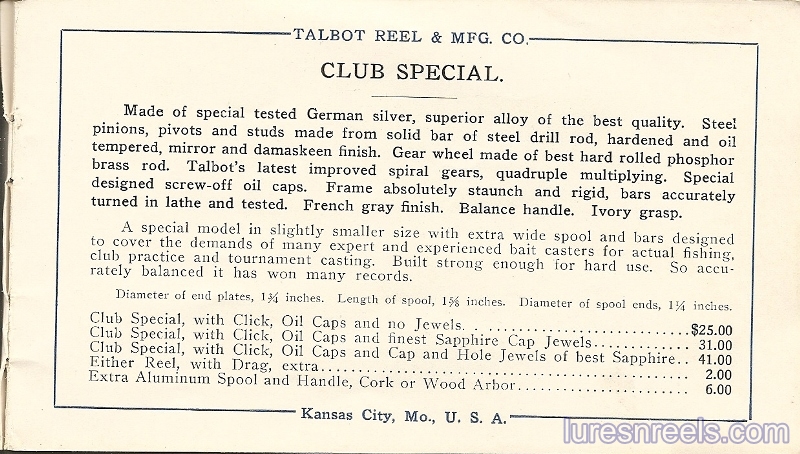 TALBOT REEL & MFG. CO.
CLUB SPECIAL.
Made of special tested German silver, superior alloy of the best quality. Steel
pinions, pivots and studs made from solid bar of steel drill rod, hardened and oil
tempered, mirror and damaskeen finish. Gear wheel made of best hard rolled phosphor
brass rod. Talbot's latest improved spiral gears, quadruple multiplying. Special
designed screw-off oil caps. Frame absolutely staunch and rigid, bars accurately
turned in lathe and tested. French gray finish. Balance handle. Ivory grasp.
A special model in slightly smaller size with extra wide spool and bars designed
to cover the demands of many expert and experienced bait casters for actual fishing,
club practice and tournament casting. Built strong enough for hard use. So accu-
rately balanced it has won many records.
Diameter of end plates, 1¾ inches. Length of spool, 1⅝ inches. Diameter of spool ends, 1¼ inches.
Club Special, with Click, Oil Caps and no Jewels. . ............................$25.00
Club Special, with Click, Oil Caps and finest Sapphire Cap Jewels.............. 31.00
Club Special, with Click, Oil Caps and Cap and Hole Jewels of best Sapphire.. 41.00
Either Reel, with Drag, extra.................................................... 2.00
Extra Aluminum Spool and Handle, Cork or Wood Arbor........................ 6.00
Kansas City, Mo., U. S. A.
luresnreels.com